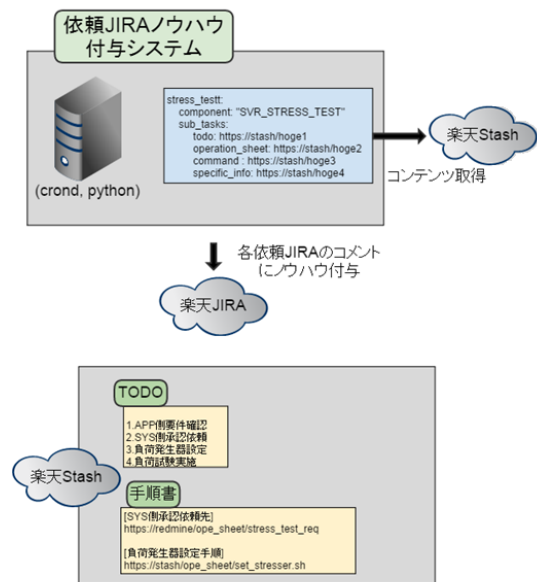 依頼JIRAノウハウ
付与システム
stress_testt:
component: "SVR_STRESS_TEST"
sub_tasks:
todo: https://stash/hoge1
operation_sheet: https://stash/hoge2
command : https://stash/hoge3
specific_info: https://stash/hoge4
(crond, python)
楽天Stash
コンテンツ取得
各依頼JIRAのコメント
にノウハウ付与
楽天JIRA
TODO
1.APP側要件確認
2.SYS側承認依頼
3.負荷発生器設定
4.負荷試験実施
楽天Stash
手順書
[SYS側承認依頼先]
https://redmine/ope_sheet/stress_test_req
[負荷発生器設定手順]
https://stash/ope_sheet/set_stresser.sh